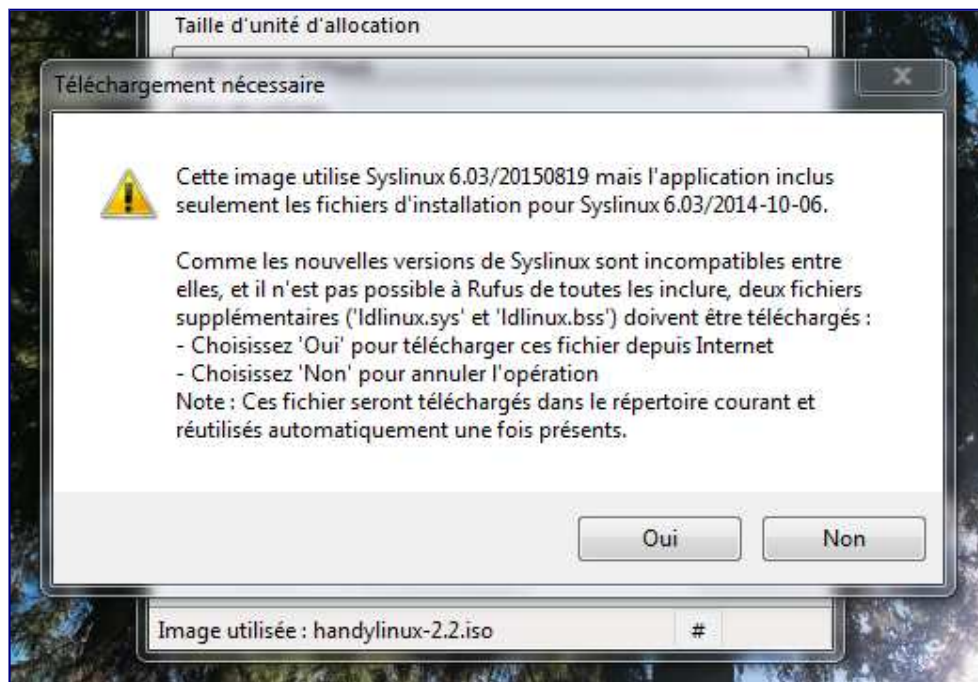 Taille d'unité d'allocation
Téléchargement nécessaire
Cette image utilise Syslinux 6.03/20150819 mais l'application inclus
seulement les fichiers d'installation pour Syslinux 6.03/2014-10-06.
Comme les nouvelles versions de Syslinux sont incompatibles entre
elles, et il n'est pas possible à Rufus de toutes les inclure, deux fichiers
supplémentaires ('ldlinux.sys' et 'ldlinux.bss') doivent être téléchargés :
- Choisissez 'Oui' pour télécharger ces fichier depuis Internet
- Choisissez 'Non' pour annuler l'opération
Note : Ces fichier seront téléchargés dans le répertoire courant et
réutilisés automatiquement une fois présents.
Oui
Non
Image utilisée : handylinux-2.2.iso
#